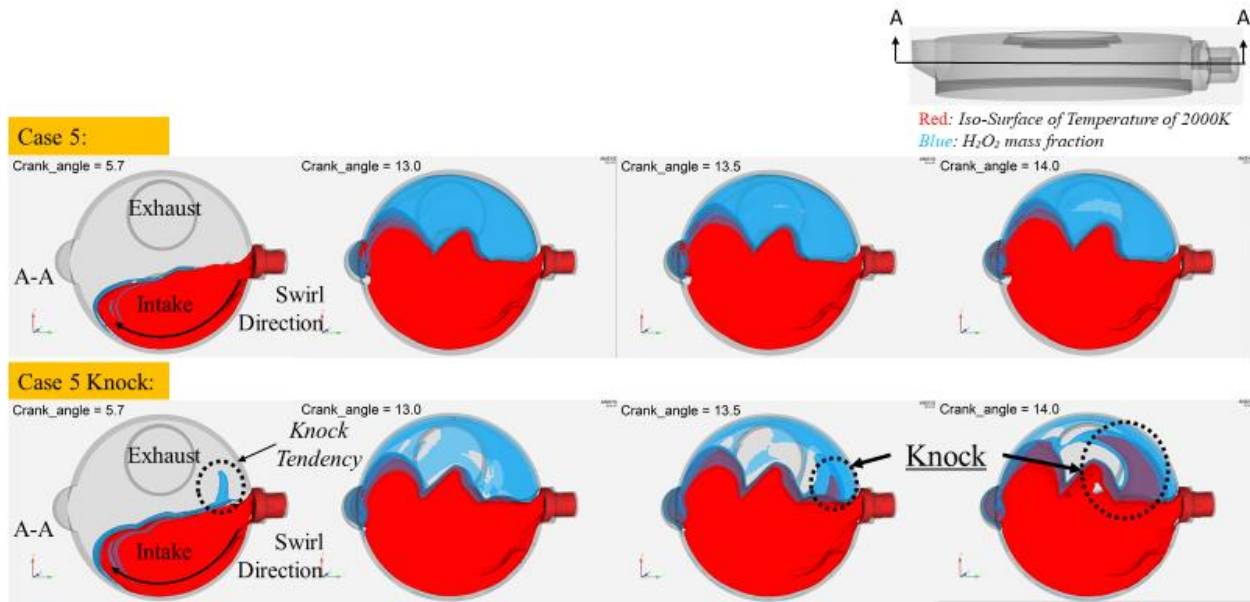 A A
Red: Iso-Surface of Temperature of 2000K
Blue: H₂O₂ mass fraction
Case 5:
Crank_angle = 5.7
Crank_angle = 13.0
Crank_angle = 13.5
Crank_angle = 14.0
Exhaust
A-A
Intake
Swirl
Direction
Case 5 Knock:
Crank_angle = 5.7
Crank_angle = 13.0
Crank_angle = 13.5
Crank_angle = 14.0
Knock
Tendency
Exhaust
Knock
A-A
Intake
Swirl
Direction